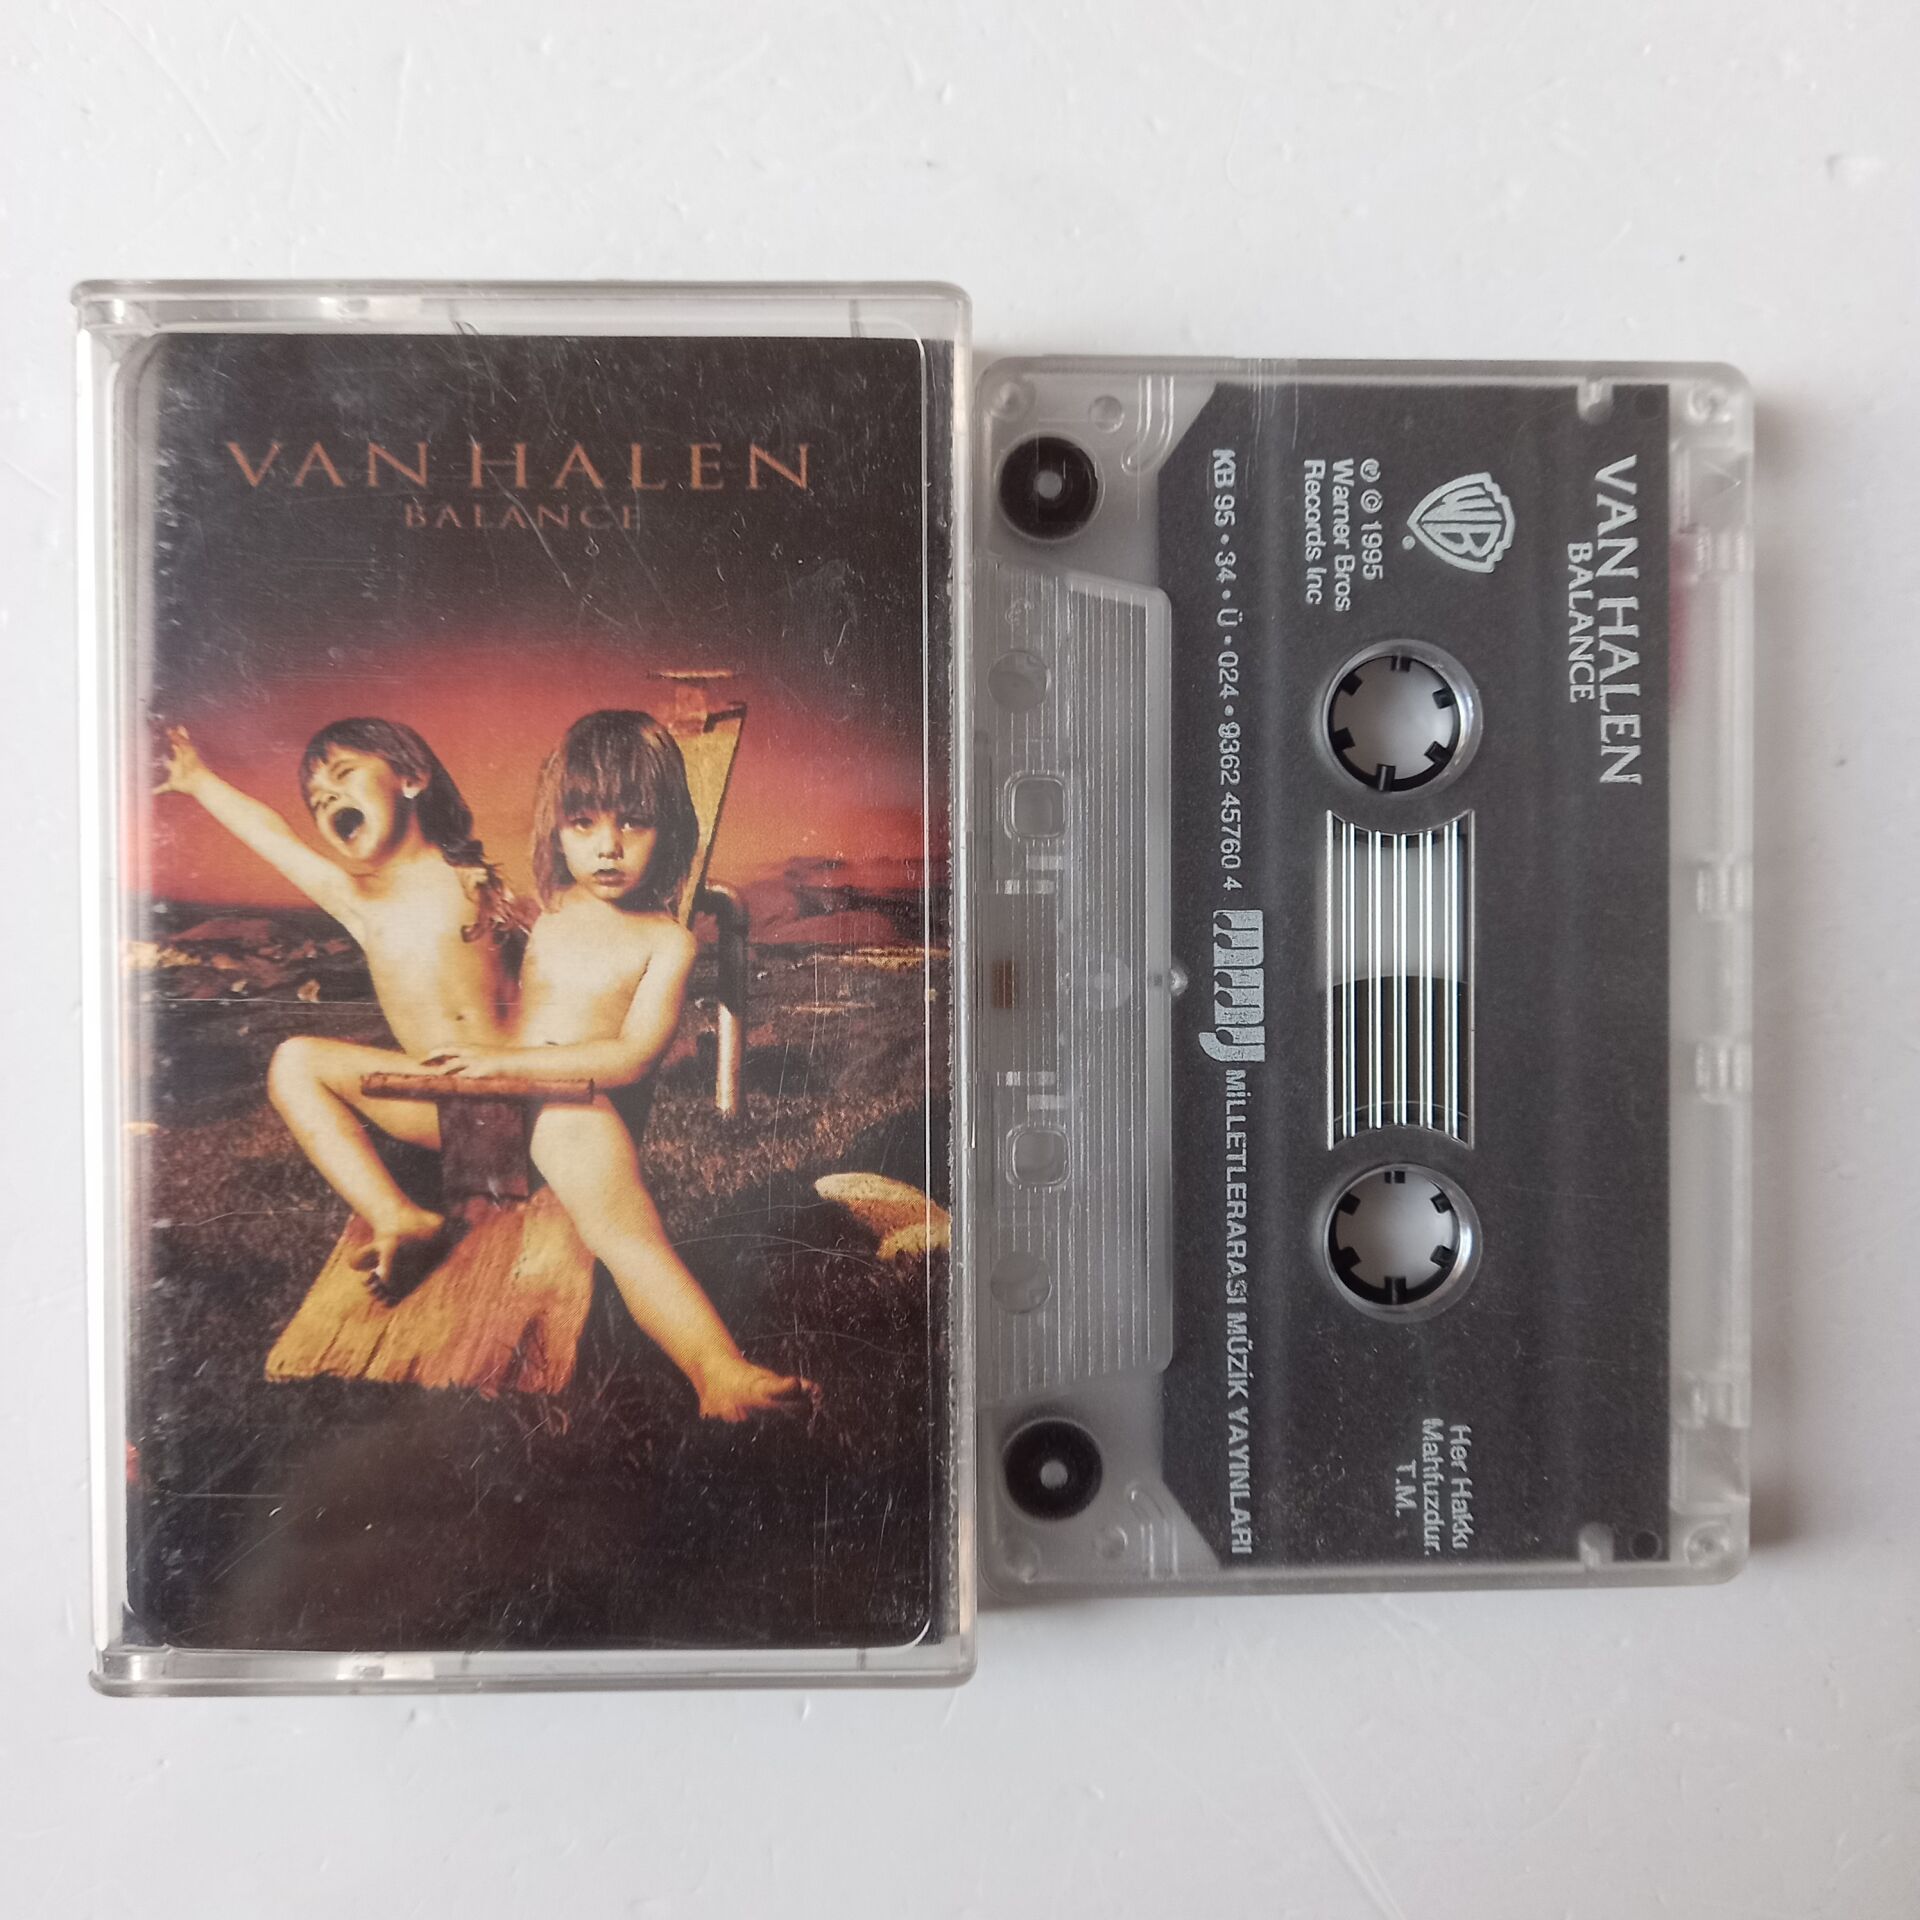 VAN HALEN
BALANCE
VAN HALEN
BALANCE
WB
℗ © 1995
Warner Bros
Records Inc
KB 95 • 34 • Ü • 024 • 9362 45760 4
MİLLETLERARASI MÜZİK YAYINLARI
Her Hakkı
Mahfuzdur.
T.M.